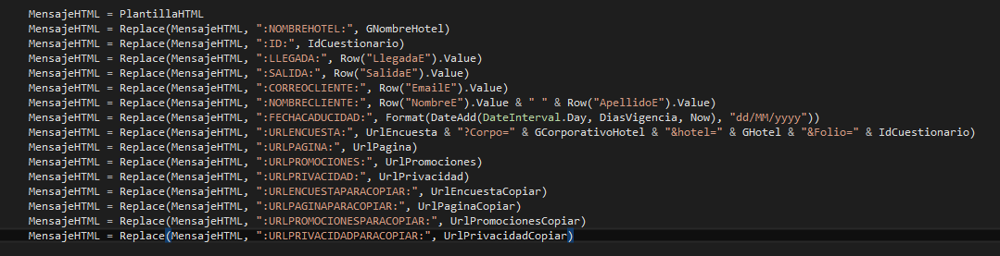 MensajeHTML = PlantillaHTML
MensajeHTML = Replace(MensajeHTML, ":NOMBREHOTEL:", GNombreHotel)
MensajeHTML = Replace(MensajeHTML, ":ID:", IdCuestionario)
MensajeHTML = Replace(MensajeHTML, ":LLEGADA:", Row("LlegadaE").Value)
MensajeHTML = Replace(MensajeHTML, ":SALIDA:", Row("SalidaE").Value)
MensajeHTML = Replace(MensajeHTML, ":CORREOCLIENTE:", Row("EmailE").Value)
MensajeHTML = Replace(MensajeHTML, ":NOMBRECLIENTE:", Row("NombreE").Value & " " & Row("ApellidoE").Value)
MensajeHTML = Replace(MensajeHTML, ":FECHACADUCIDAD:", Format(DateAdd(DateInterval.Day, DiasVigencia, Now), "dd/MM/yyyy"))
MensajeHTML = Replace(MensajeHTML, ":URLENCUESTA:", UrlEncuesta & "?Corpo=" & GCorporativoHotel & "&hotel=" & GHotel & "&Folio=" & IdCuestionario)
MensajeHTML = Replace(MensajeHTML, ":URLPAGINA:", UrlPagina)
MensajeHTML = Replace(MensajeHTML, ":URLPROMOCIONES:", UrlPromociones)
MensajeHTML = Replace(MensajeHTML, ":URLPRIVACIDAD:", UrlPrivacidad)
MensajeHTML = Replace(MensajeHTML, ":URLENCUESTAPARACOPIAR:", UrlEncuestaCopiar)
MensajeHTML = Replace(MensajeHTML, ":URLPAGINAPARACOPIAR:", UrlPaginaCopiar)
MensajeHTML = Replace(MensajeHTML, ":URLPROMOCIONESPARACOPIAR:", UrlPromocionesCopiar)
MensajeHTML = Replace(MensajeHTML, ":URLPRIVACIDADPARACOPIAR:", UrlPrivacidadCopiar)